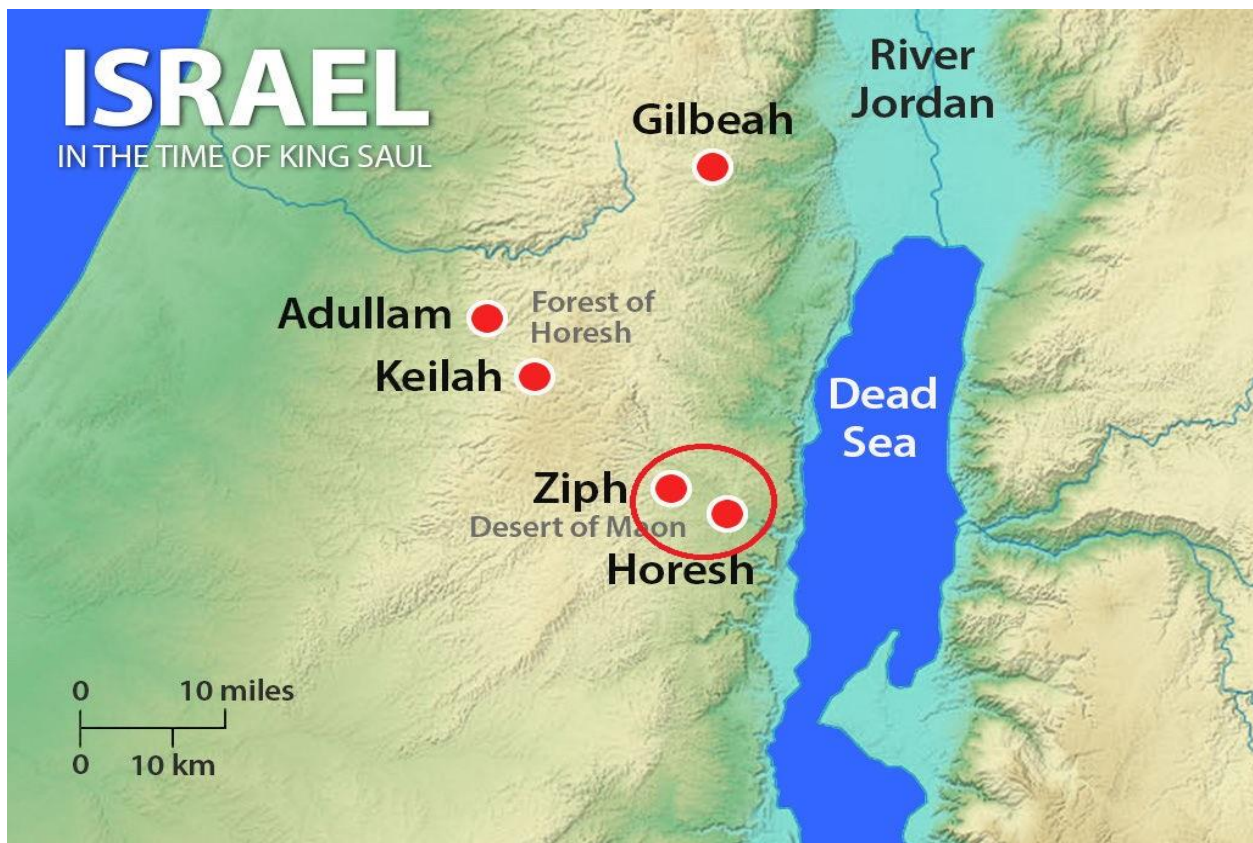 ISRAEL
IN THE TIME OF KING SAUL
River
Jordan
Gilbeah
Adullam
Forest of
Horesh
Keilah
Dead
Sea
Ziph
Desert of Maon
Horesh
0 10 miles
0 10 km